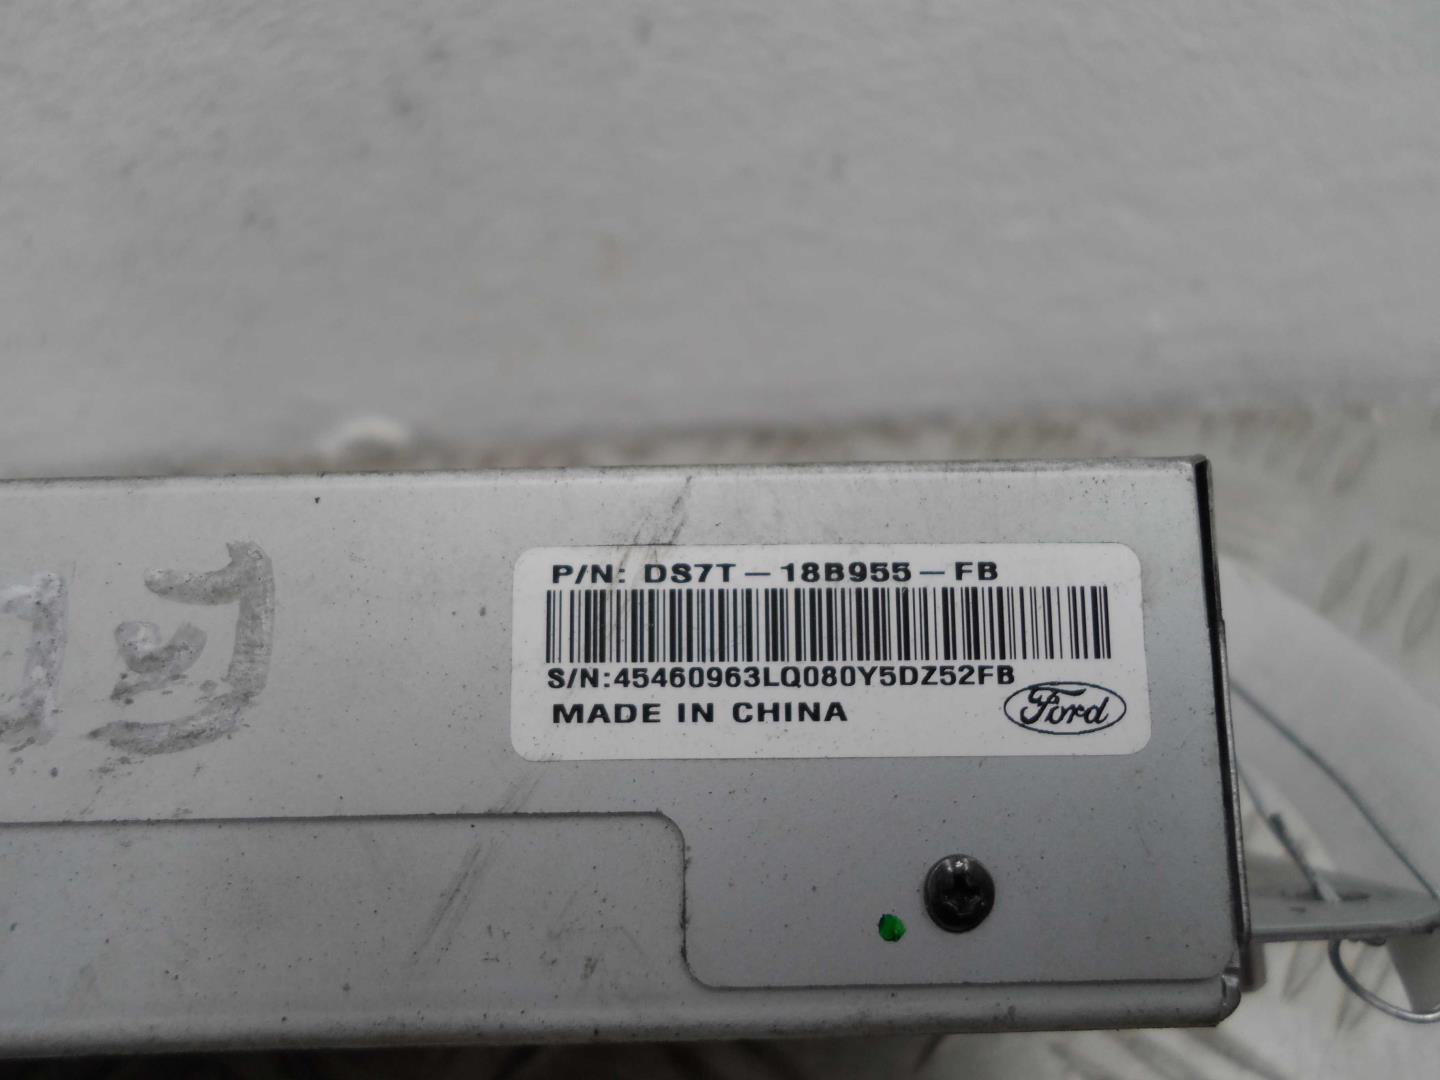 P/N: DS7T-18B955-FB
S/N:45460963LQ080Y5DZ52FB
MADE IN CHINA
Ford